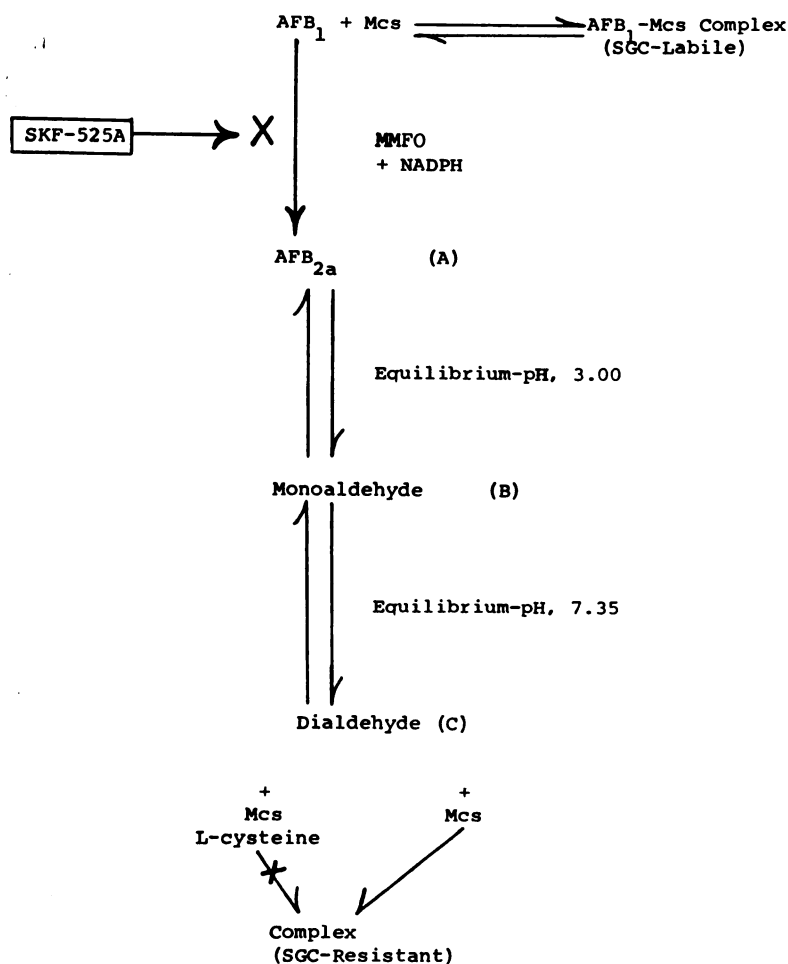 AFB1 + Mcs AFB1-Mcs Complex
(SGC-Labile)
SKF-525A X MMFO
+ NADPH
AFB2a (A)
Equilibrium-pH, 3.00
Monoaldehyde (B)
Equilibrium-pH, 7.35
Dialdehyde (C)
+ +
Mcs Mcs
L-cysteine
Complex
(SGC-Resistant)